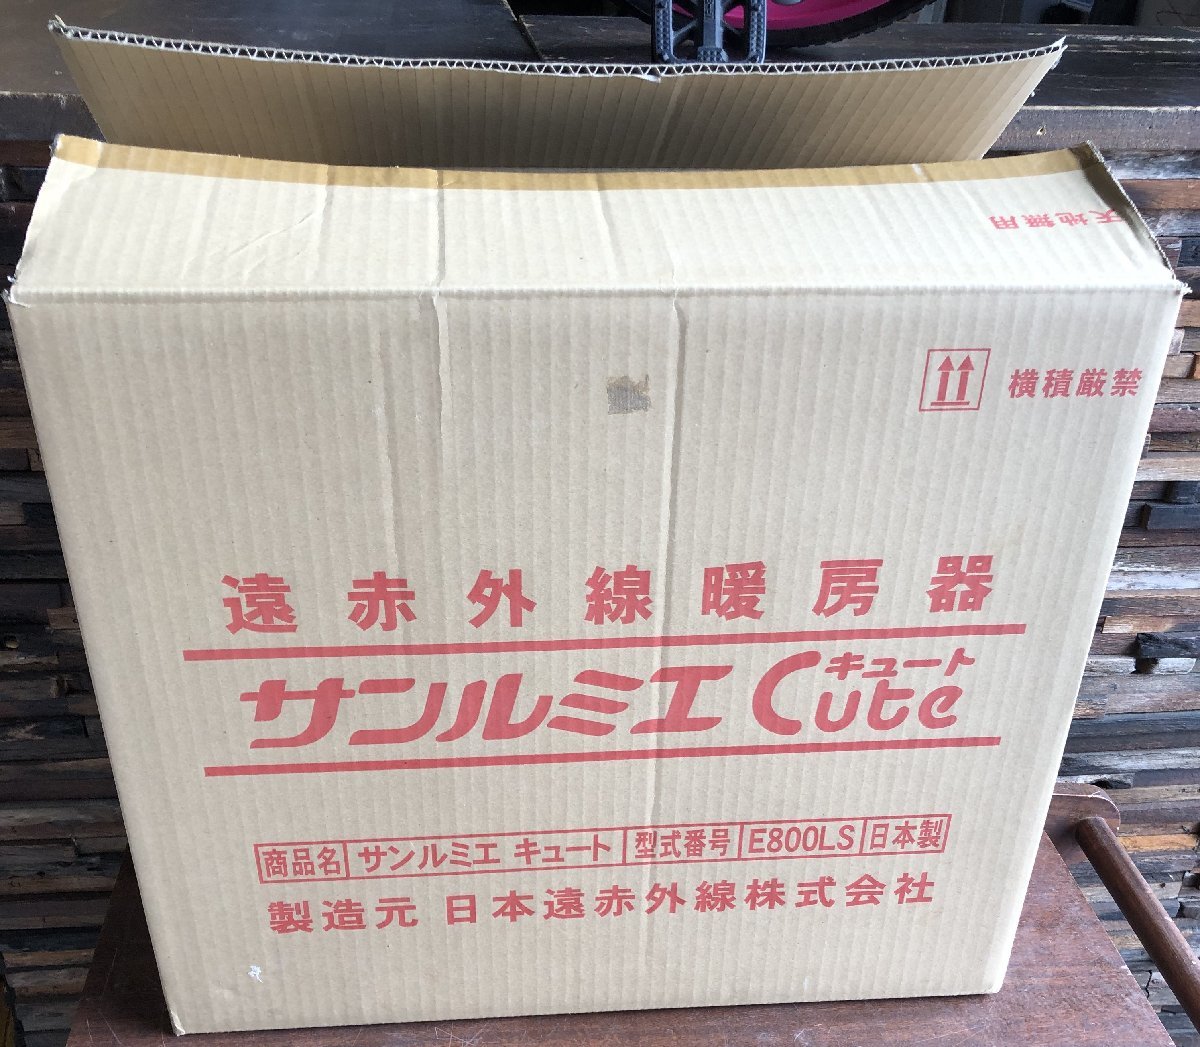 天地無用
横積厳禁
遠赤外線暖房器
サンルミエ Cute キュート
商品名 サンルミエ キュート 型式番号 E800LS 日本製
製造元 日本遠赤外線株式会社